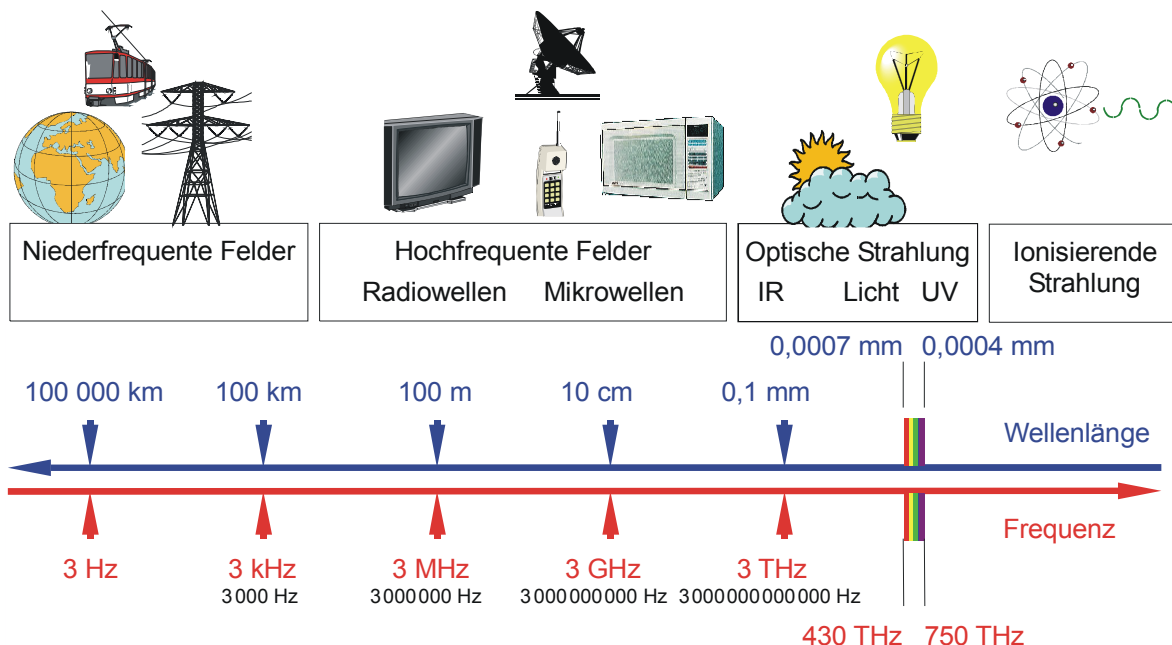 Niederfrequente Felder
Hochfrequente Felder
Radiowellen Mikrowellen
Optische Strahlung
IR Licht UV
Ionisierende
Strahlung
0,0007 mm 0,0004 mm
100 000 km 100 km 100 m 10 cm 0,1 mm
Wellenlänge
Frequenz
3 Hz 3 kHz 3 MHz 3 GHz 3 THz
3000 Hz 3000000 Hz 3000000000 Hz 3000000000000 Hz
430 THz 750 THz